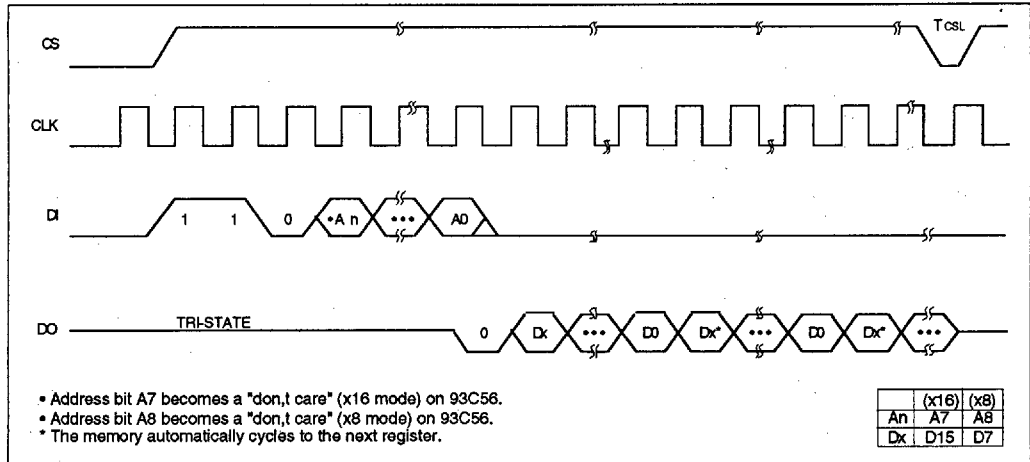 CS
TCSL
CLK
DI
1 1 0 •A n ••• A0
DO
TRI-STATE
0 Dx ••• D0 Dx* ••• D0 Dx* •••
• Address bit A7 becomes a "don,t care" (x16 mode) on 93C56.
• Address bit A8 becomes a "don,t care" (x8 mode) on 93C56.
* The memory automatically cycles to the next register.
(x16) (x8)
An A7 A8
Dx D15 D7